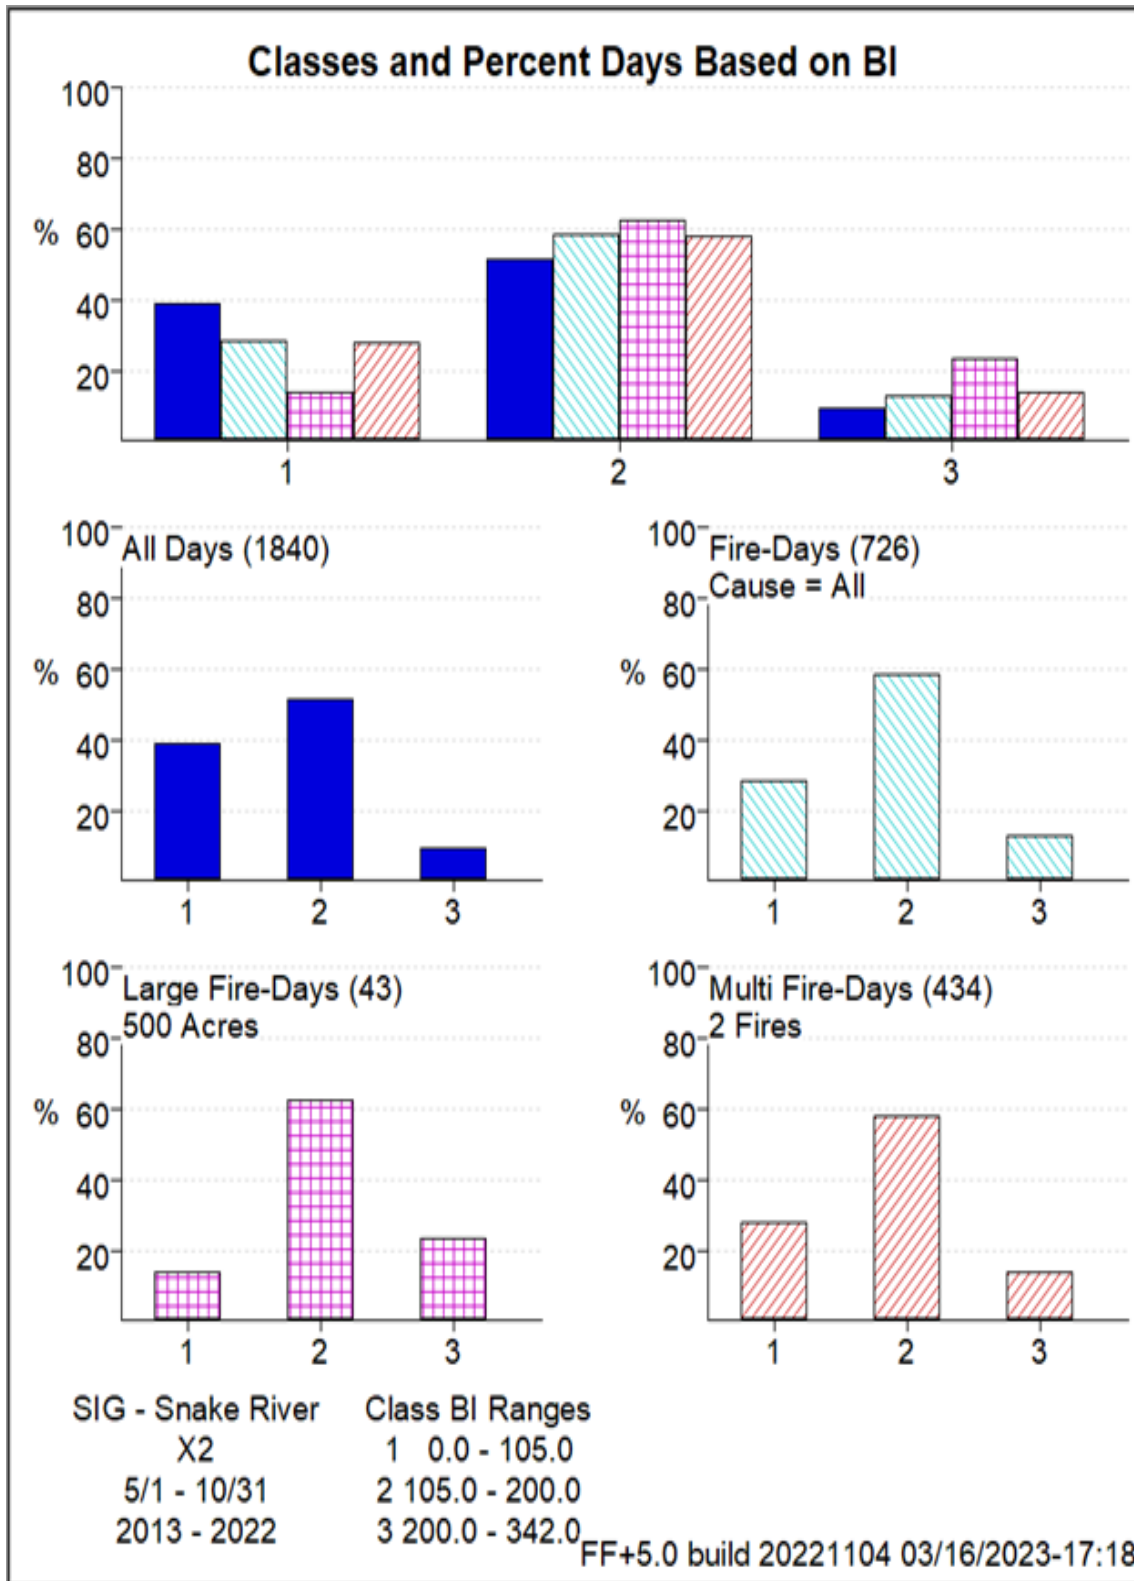 Classes and Percent Days Based on BI
100
80
% 60
40
20
1 2 3
100
All Days (1840)
80
% 60
40
20
1 2 3
100
Fire-Days (726)
Cause = All
80
% 60
40
20
1 2 3
100
Large Fire-Days (43)
500 Acres
80
% 60
40
20
1 2 3
100
Multi Fire-Days (434)
2 Fires
80
% 60
40
20
1 2 3
SIG - Snake River
X2
5/1 - 10/31
2013 - 2022
Class BI Ranges
1 0.0 - 105.0
2 105.0 - 200.0
3 200.0 - 342.0
FF+5.0 build 20221104 03/16/2023-17:18